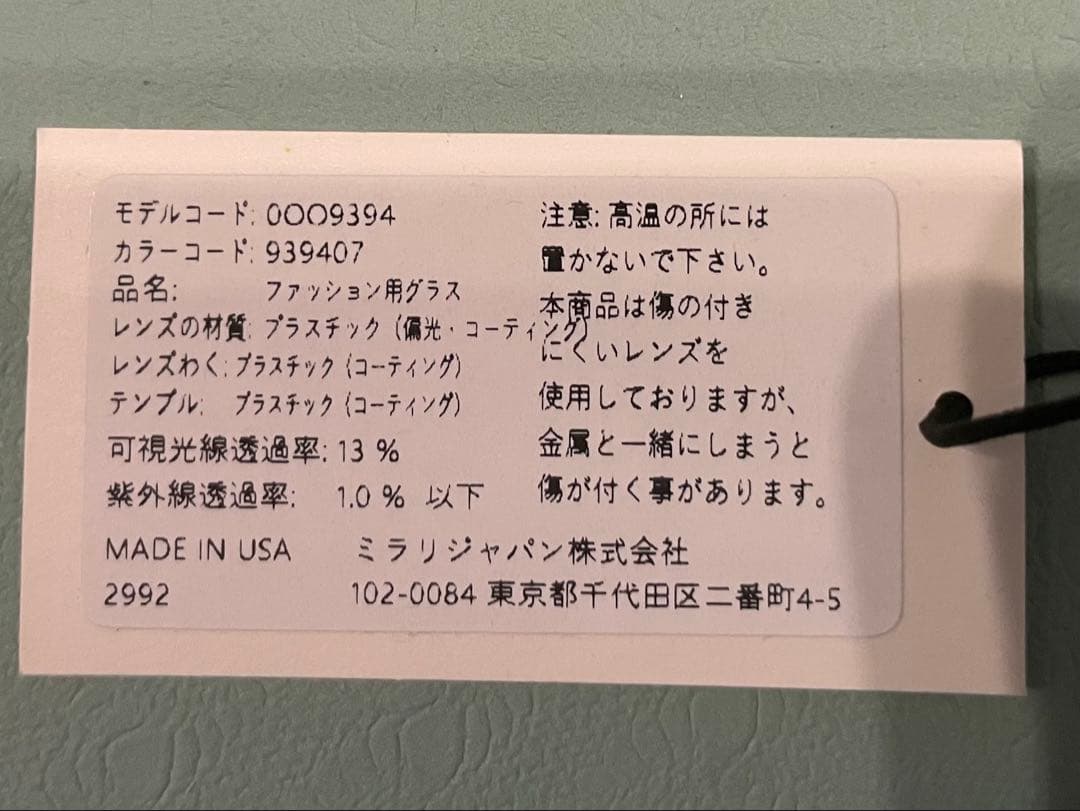 モデルコード: 0OO9394
カラーコード: 939407
品名: ファッション用グラス
レンズの材質: プラスチック (偏光・コーティング)
レンズわく: プラスチック (コーティング)
テンプル: プラスチック (コーティング)
可視光線透過率: 13 %
紫外線透過率: 1.0 % 以下
注意: 高温の所には
置かないで下さい。
本商品は傷の付き
にくいレンズを
使用しておりますが、
金属と一緒にしまうと
傷が付く事があります。
MADE IN USA ミラリジャパン株式会社
2992 102-0084 東京都千代田区二番町4-5